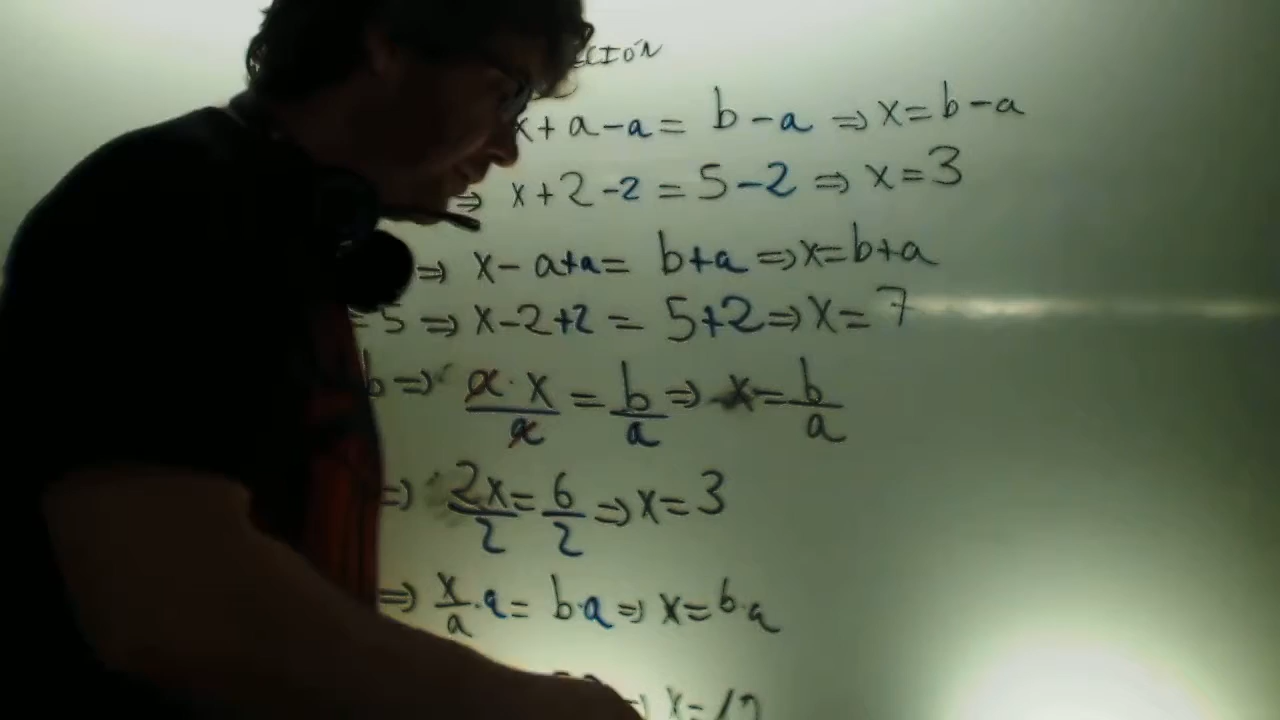 x + a - a = b - a ⇒ x = b - a
⇒ x + 2 - 2 = 5 - 2 ⇒ x = 3
⇒ x - a + a = b + a ⇒ x = b + a
= 5 ⇒ x - 2 + 2 = 5 + 2 ⇒ x = 7
b ⇒ a · x / a = b / a ⇒ x = b / a
⇒ 2x / 2 = 6 / 2 ⇒ x = 3
⇒ x / a · a = b · a ⇒ x = b · a